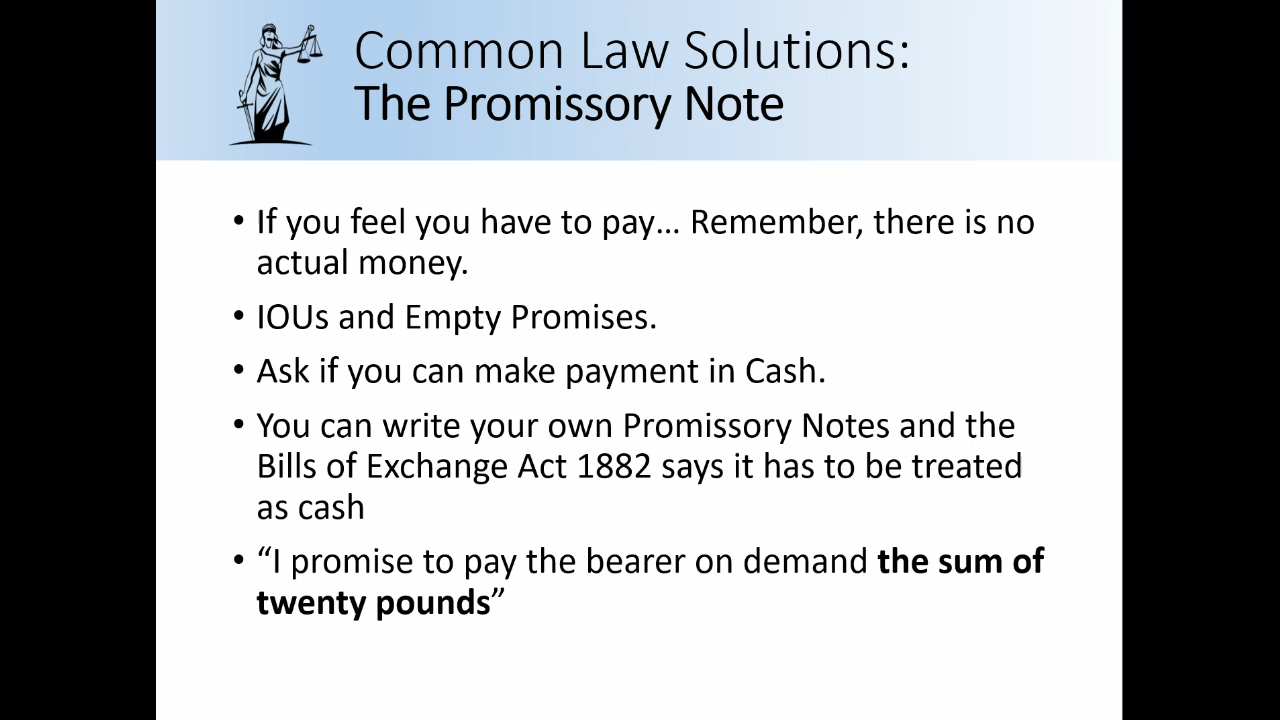 Common Law Solutions:
The Promissory Note
• If you feel you have to pay... Remember, there is no
actual money.
• IOUs and Empty Promises.
• Ask if you can make payment in Cash.
• You can write your own Promissory Notes and the
Bills of Exchange Act 1882 says it has to be treated
as cash
• “I promise to pay the bearer on demand the sum of
twenty pounds”